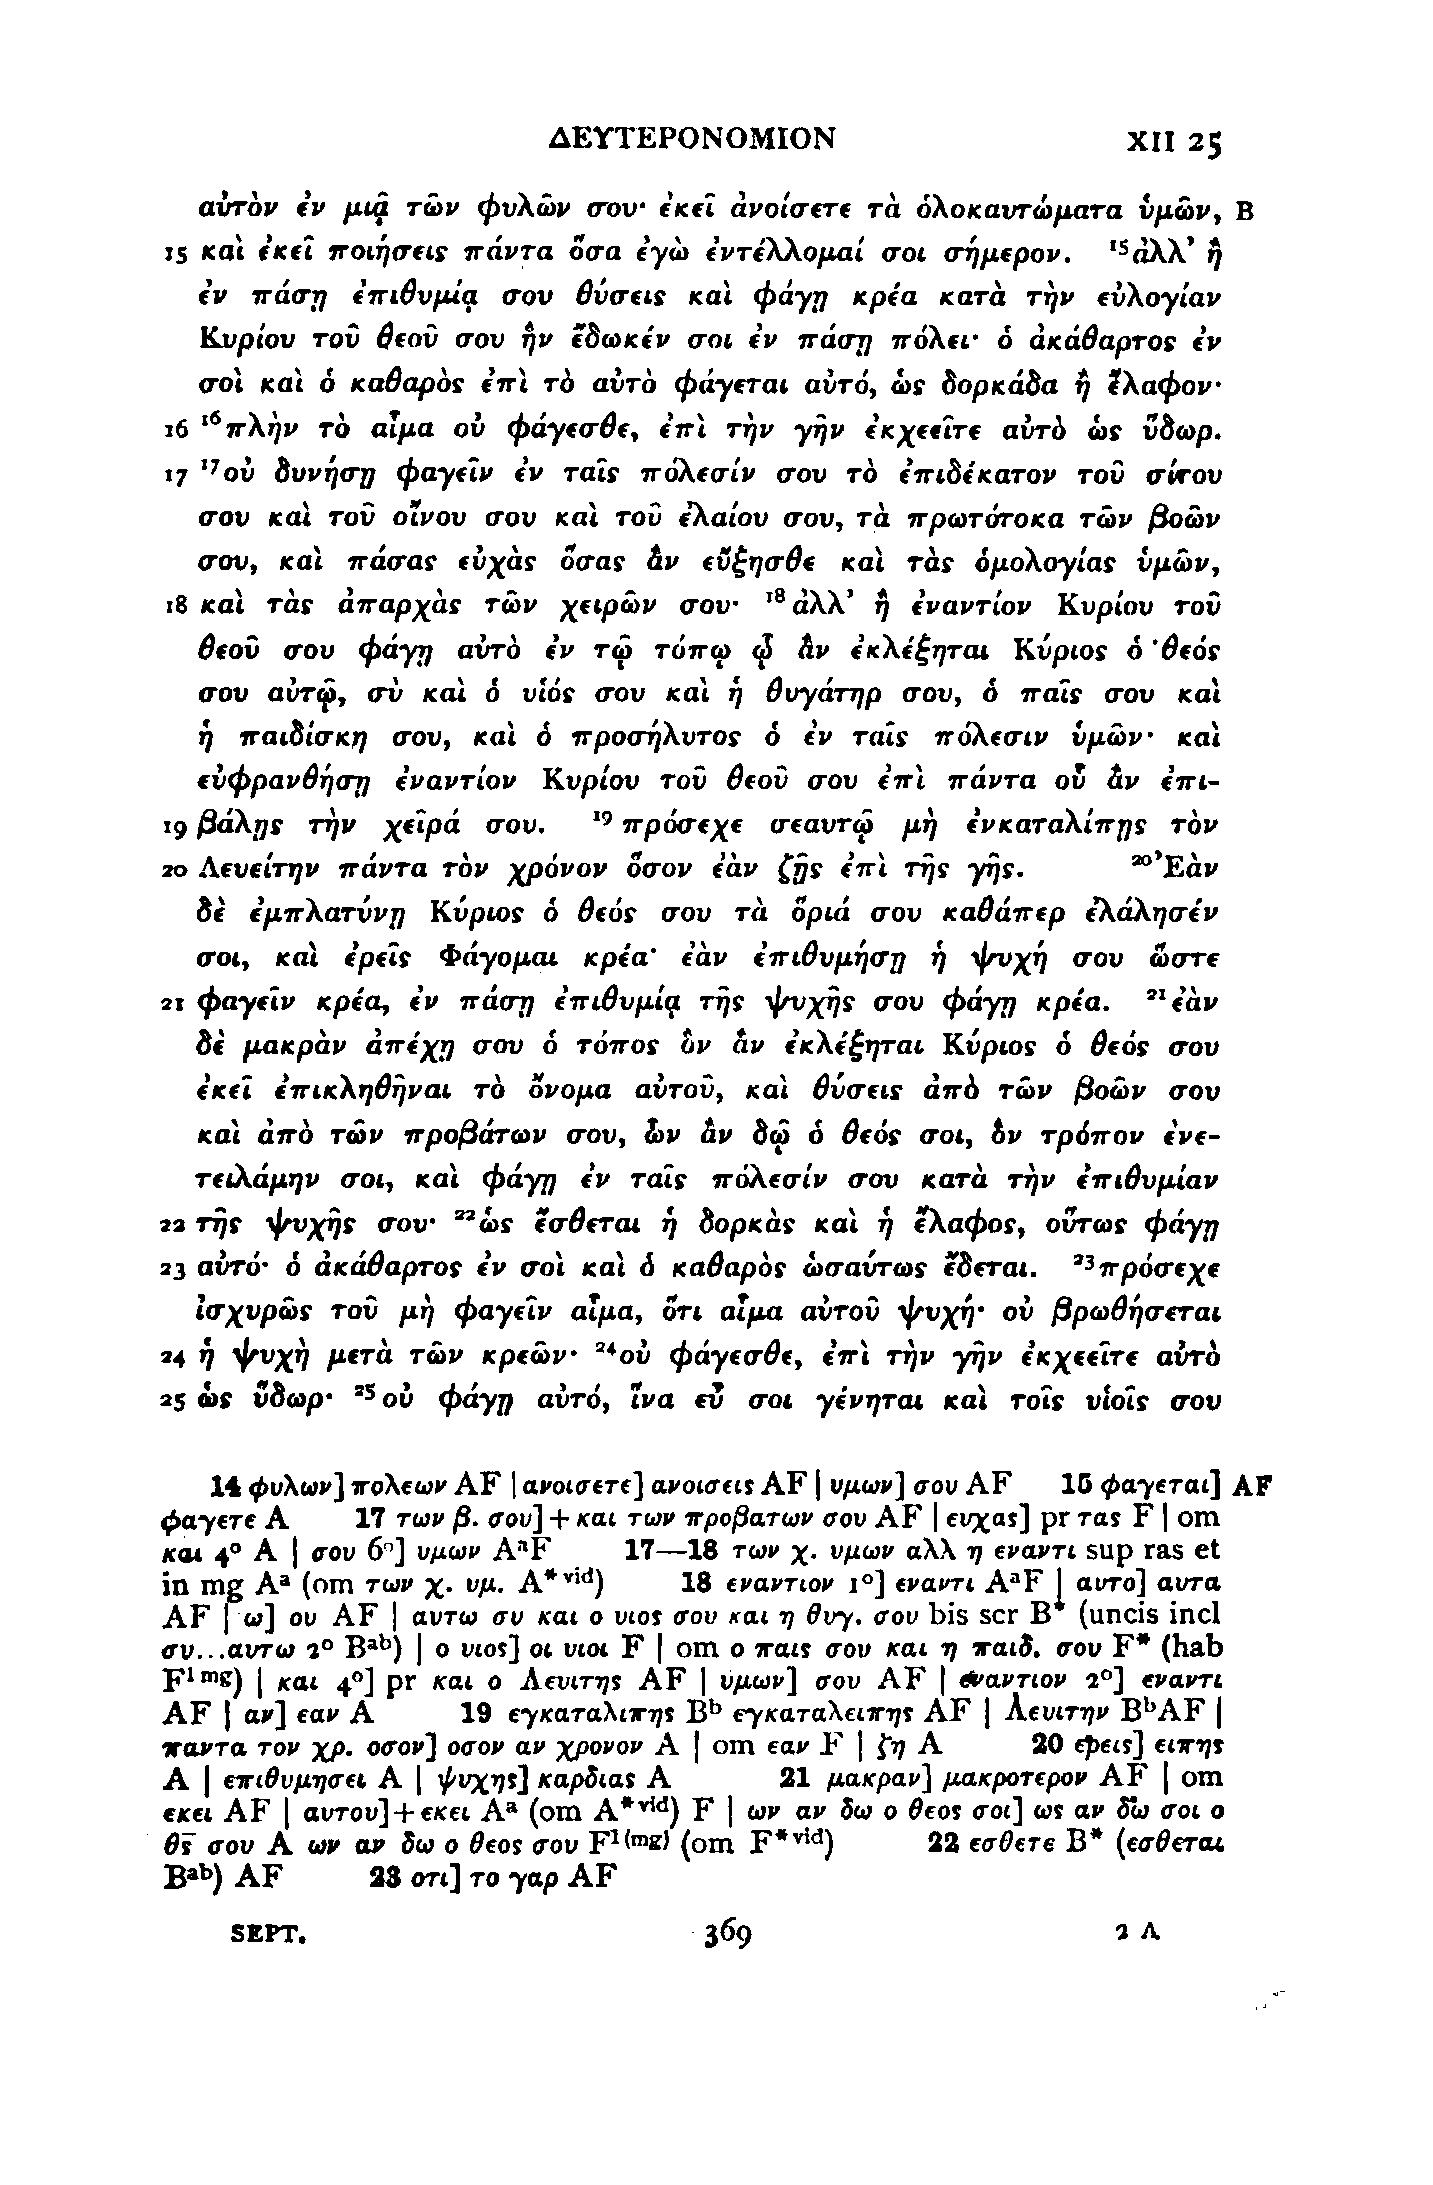 ΔΕΥΤΕΡΟΝΟΜΙΟΝ XII 25
αὐτὸν ἐν μιᾷ τῶν φυλῶν σου· ἐκεῖ ἀνοίσετε τὰ ὁλοκαυτώματα ὑμῶν, B
15 καὶ ἐκεῖ ποιήσεις πάντα ὅσα ἐγὼ ἐντέλλομαί σοι σήμερον. ¹⁵ἀλλ’ ἢ
ἐν πάσῃ ἐπιθυμίᾳ σου θύσεις καὶ φάγῃ κρέα κατὰ τὴν εὐλογίαν
Κυρίου τοῦ θεοῦ σου ἣν ἔδωκέν σοι ἐν πάσῃ πόλει· ὁ ἀκάθαρτος ἐν
σοὶ καὶ ὁ καθαρὸς ἐπὶ τὸ αὐτὸ φάγεται αὐτό, ὡς δορκάδα ἢ ἔλαφον·
16 ¹⁶πλὴν τὸ αἷμα οὐ φάγεσθε, ἐπὶ τὴν γῆν ἐκχεεῖτε αὐτὸ ὡς ὕδωρ.
17 ¹⁷οὐ δυνήσῃ φαγεῖν ἐν ταῖς πόλεσίν σου τὸ ἐπιδέκατον τοῦ σίτου
σου καὶ τοῦ οἴνου σου καὶ τοῦ ἐλαίου σου, τὰ πρωτότοκα τῶν βοῶν
σου, καὶ πάσας εὐχὰς ὅσας ἂν εὔξησθε καὶ τὰς ὁμολογίας ὑμῶν,
18 καὶ τὰς ἀπαρχὰς τῶν χειρῶν σου· ¹⁸ἀλλ’ ἢ ἐναντίον Κυρίου τοῦ
θεοῦ σου φάγῃ αὐτὸ ἐν τῷ τόπῳ ᾧ ἂν ἐκλέξηται Κύριος ὁ θεός
σου αὐτῷ, σὺ καὶ ὁ υἱός σου καὶ ἡ θυγάτηρ σου, ὁ παῖς σου καὶ
ἡ παιδίσκη σου, καὶ ὁ προσήλυτος ὁ ἐν ταῖς πόλεσιν ὑμῶν· καὶ
εὐφρανθήσῃ ἐναντίον Κυρίου τοῦ θεοῦ σου ἐπὶ πάντα οὗ ἂν ἐπι-
19 βάλῃς τὴν χεῖρά σου. ¹⁹πρόσεχε σεαυτῷ μὴ ἐνκαταλίπῃς τὸν
20 Λευείτην πάντα τὸν χρόνον ὅσον ἐὰν ζῇς ἐπὶ τῆς γῆς. ²⁰Ἐὰν
δὲ ἐμπλατύνῃ Κύριος ὁ θεός σου τὰ ὅριά σου καθάπερ ἐλάλησέν
σοι, καὶ ἐρεῖς Φάγομαι κρέα· ἐὰν ἐπιθυμήσῃ ἡ ψυχή σου ὥστε
21 φαγεῖν κρέα, ἐν πάσῃ ἐπιθυμίᾳ τῆς ψυχῆς σου φάγῃ κρέα. ²¹ἐὰν
δὲ μακρὰν ἀπέχῃ σου ὁ τόπος ὃν ἂν ἐκλέξηται Κύριος ὁ θεός σου
ἐκεῖ ἐπικληθῆναι τὸ ὄνομα αὐτοῦ, καὶ θύσεις ἀπὸ τῶν βοῶν σου
καὶ ἀπὸ τῶν προβάτων σου, ὧν ἂν δῷ ὁ θεός σοι, ὃν τρόπον ἐνε-
τειλάμην σοι, καὶ φάγῃ ἐν ταῖς πόλεσίν σου κατὰ τὴν ἐπιθυμίαν
22 τῆς ψυχῆς σου· ²²ὡς ἔσθεται ἡ δορκὰς καὶ ἡ ἔλαφος, οὕτως φάγῃ
23 αὐτό· ὁ ἀκάθαρτος ἐν σοὶ καὶ ὁ καθαρὸς ὡσαύτως ἔδεται. ²³πρόσεχε
ἰσχυρῶς τοῦ μὴ φαγεῖν αἷμα, ὅτι αἷμα αὐτοῦ ψυχή· οὐ βρωθήσεται
24 ἡ ψυχὴ μετὰ τῶν κρεῶν· ²⁴οὐ φάγεσθε, ἐπὶ τὴν γῆν ἐκχεεῖτε αὐτὸ
25 ὡς ὕδωρ· ²⁵οὐ φάγῃ αὐτό, ἵνα εὖ σοι γένηται καὶ τοῖς υἱοῖς σου
14 φυλων] πολεων AF | ανοισετε] ανοισεις AF | υμων] σου AF 15 φαγεται] AF
φαγετε A 17 των β. σου] + και των προβατων σου AF | ευχας] pr τας F | om
και 4° A | σου 6°] υμων AᵃF 17—18 των χ. υμων αλλ η εναντι sup ras et
in mg Aᵃ (om των χ. υμ. A*ᵛⁱᵈ) 18 εναντιον 1°] εναντι AᵃF | αυτο] αυτα
AF | ω] ου AF | αυτω συ και ο υιος σου και η θυγ. σου bis scr B* (uncis incl
συ...αυτω 2° Bᵃᵇ) | ο υιος] οι υιοι F | om ο παις σου και η παιδ. σου F* (hab
F¹ᵐᵍ) | και 4°] pr και ο Λευιτης AF | υμων] σου AF | εναντιον 2°] εναντι
AF | αν] εαν A 19 εγκαταλιπης Bᵇ εγκαταλειπης AF | Λευιτην BᵇAF |
παντα τον χρ. οσον] οσον αν χρονον A | om εαν F | ζη A 20 ερεις] ειπης
A | επιθυμησει A | ψυχης] καρδιας A 21 μακραν] μακροτερον AF | om
εκει AF | αυτου] + εκει Aᵃ (om A*ᵛⁱᵈ) F | ων αν δω ο θεος σοι] ως αν δω σοι ο
θ̅ς̅ σου A ων αν δω ο θεος σου F¹⁽ᵐᵍ⁾ (om F*ᵛⁱᵈ) 22 εσθετε B* (εσθεται
Bᵃᵇ) AF 23 οτι] το γαρ AF
SEPT. 369 2 A